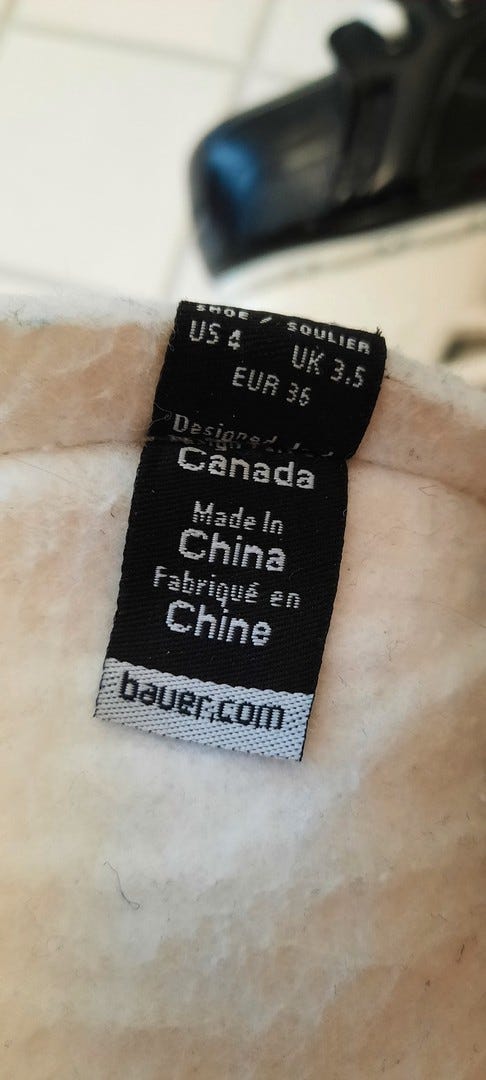 SHOE / SOULIER
US 4 UK 3.5
EUR 36
Designed
Canada
Made In
China
Fabriqué en
Chine
bauer.com